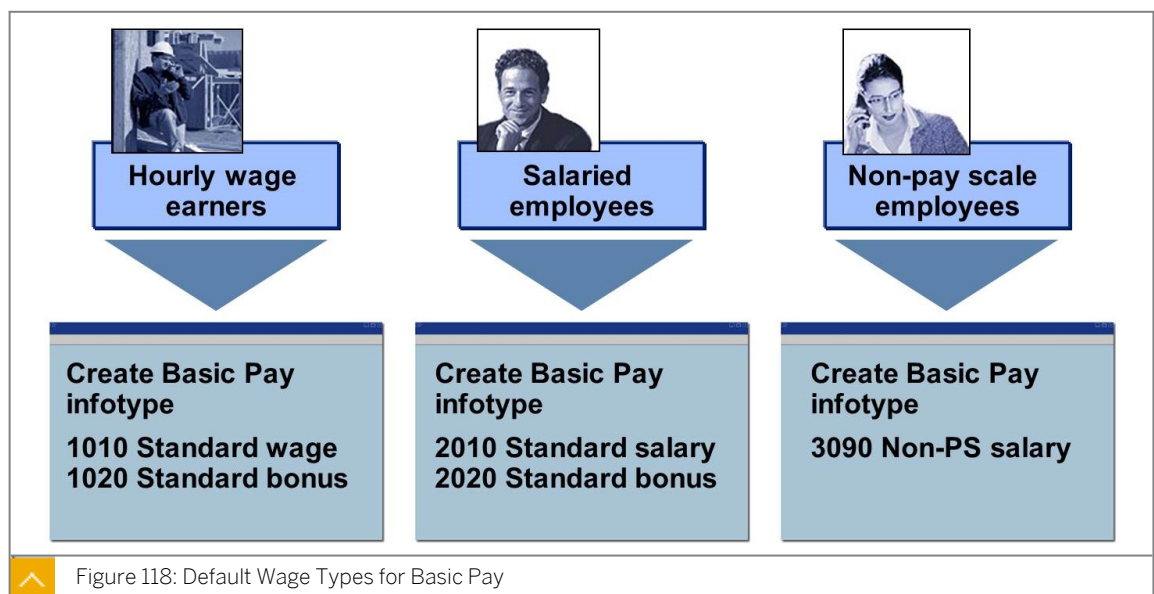 Hourly wage
earners
Salaried
employees
Non-pay scale
employees
Create Basic Pay
infotype
1010 Standard wage
1020 Standard bonus
Create Basic Pay
infotype
2010 Standard salary
2020 Standard bonus
Create Basic Pay
infotype
3090 Non-PS salary
Figure 118: Default Wage Types for Basic Pay